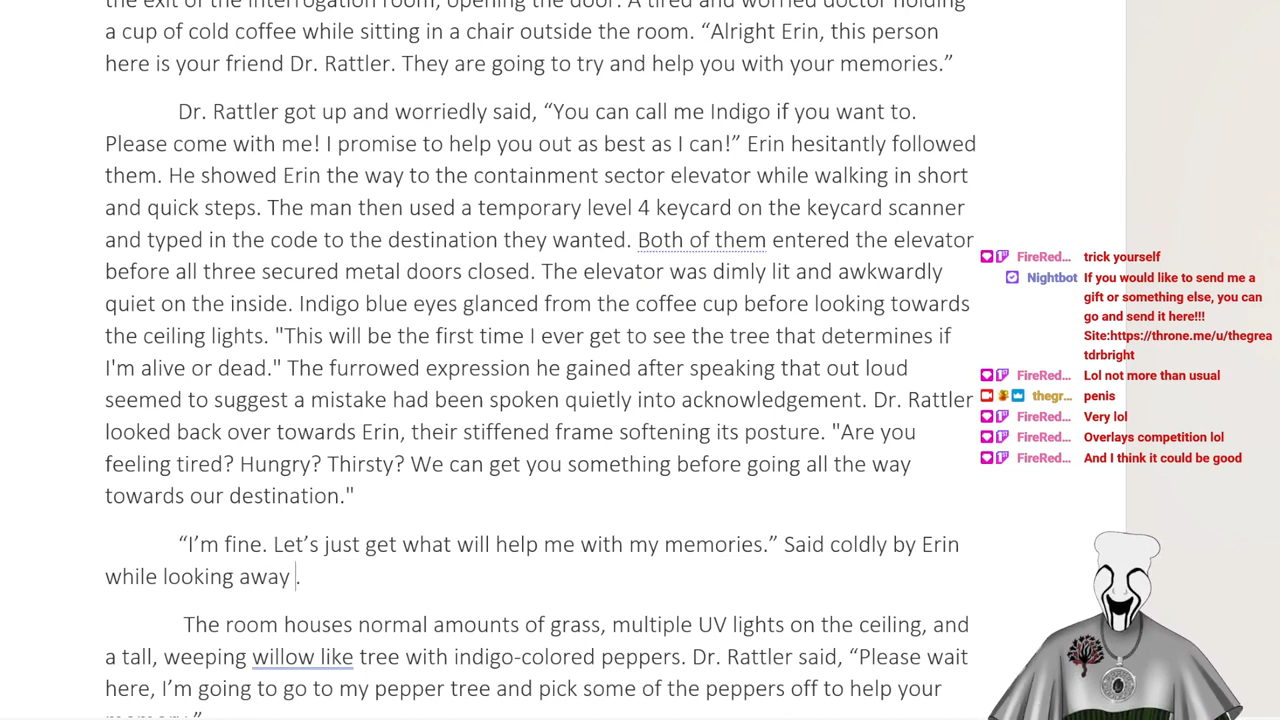 the exit of the interrogation room, opening the door. A tired and worried doctor holding
a cup of cold coffee while sitting in a chair outside the room. “Alright Erin, this person
here is your friend Dr. Rattler. They are going to try and help you with your memories.”
Dr. Rattler got up and worriedly said, “You can call me Indigo if you want to.
Please come with me! I promise to help you out as best as I can!” Erin hesitantly followed
them. He showed Erin the way to the containment sector elevator while walking in short
and quick steps. The man then used a temporary level 4 keycard on the keycard scanner
and typed in the code to the destination they wanted. Both of them entered the elevator
before all three secured metal doors closed. The elevator was dimly lit and awkwardly
quiet on the inside. Indigo blue eyes glanced from the coffee cup before looking towards
the ceiling lights. "This will be the first time I ever get to see the tree that determines if
I'm alive or dead." The furrowed expression he gained after speaking that out loud
seemed to suggest a mistake had been spoken quietly into acknowledgement. Dr. Rattler
looked back over towards Erin, their stiffened frame softening its posture. "Are you
feeling tired? Hungry? Thirsty? We can get you something before going all the way
towards our destination."
“I’m fine. Let’s just get what will help me with my memories.” Said coldly by Erin
while looking away .
The room houses normal amounts of grass, multiple UV lights on the ceiling, and
a tall, weeping willow like tree with indigo-colored peppers. Dr. Rattler said, “Please wait
here, I’m going to go to my pepper tree and pick some of the peppers off to help your
memory.”
FireRed... trick yourself
Nightbot If you would like to send me a
gift or something else, you can
go and send it here!!!
Site:https://throne.me/u/thegrea
tdrbright
FireRed... Lol not more than usual
thegr... penis
FireRed... Very lol
FireRed... Overlays competition lol
FireRed... And I think it could be good